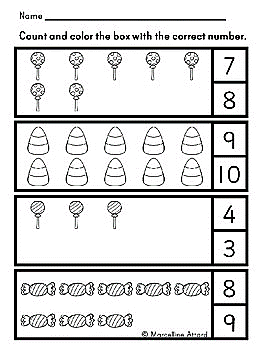 Name
Count and color the box with the correct number.
7
8
9
10
4
3
8
9
© Marcelline Attard